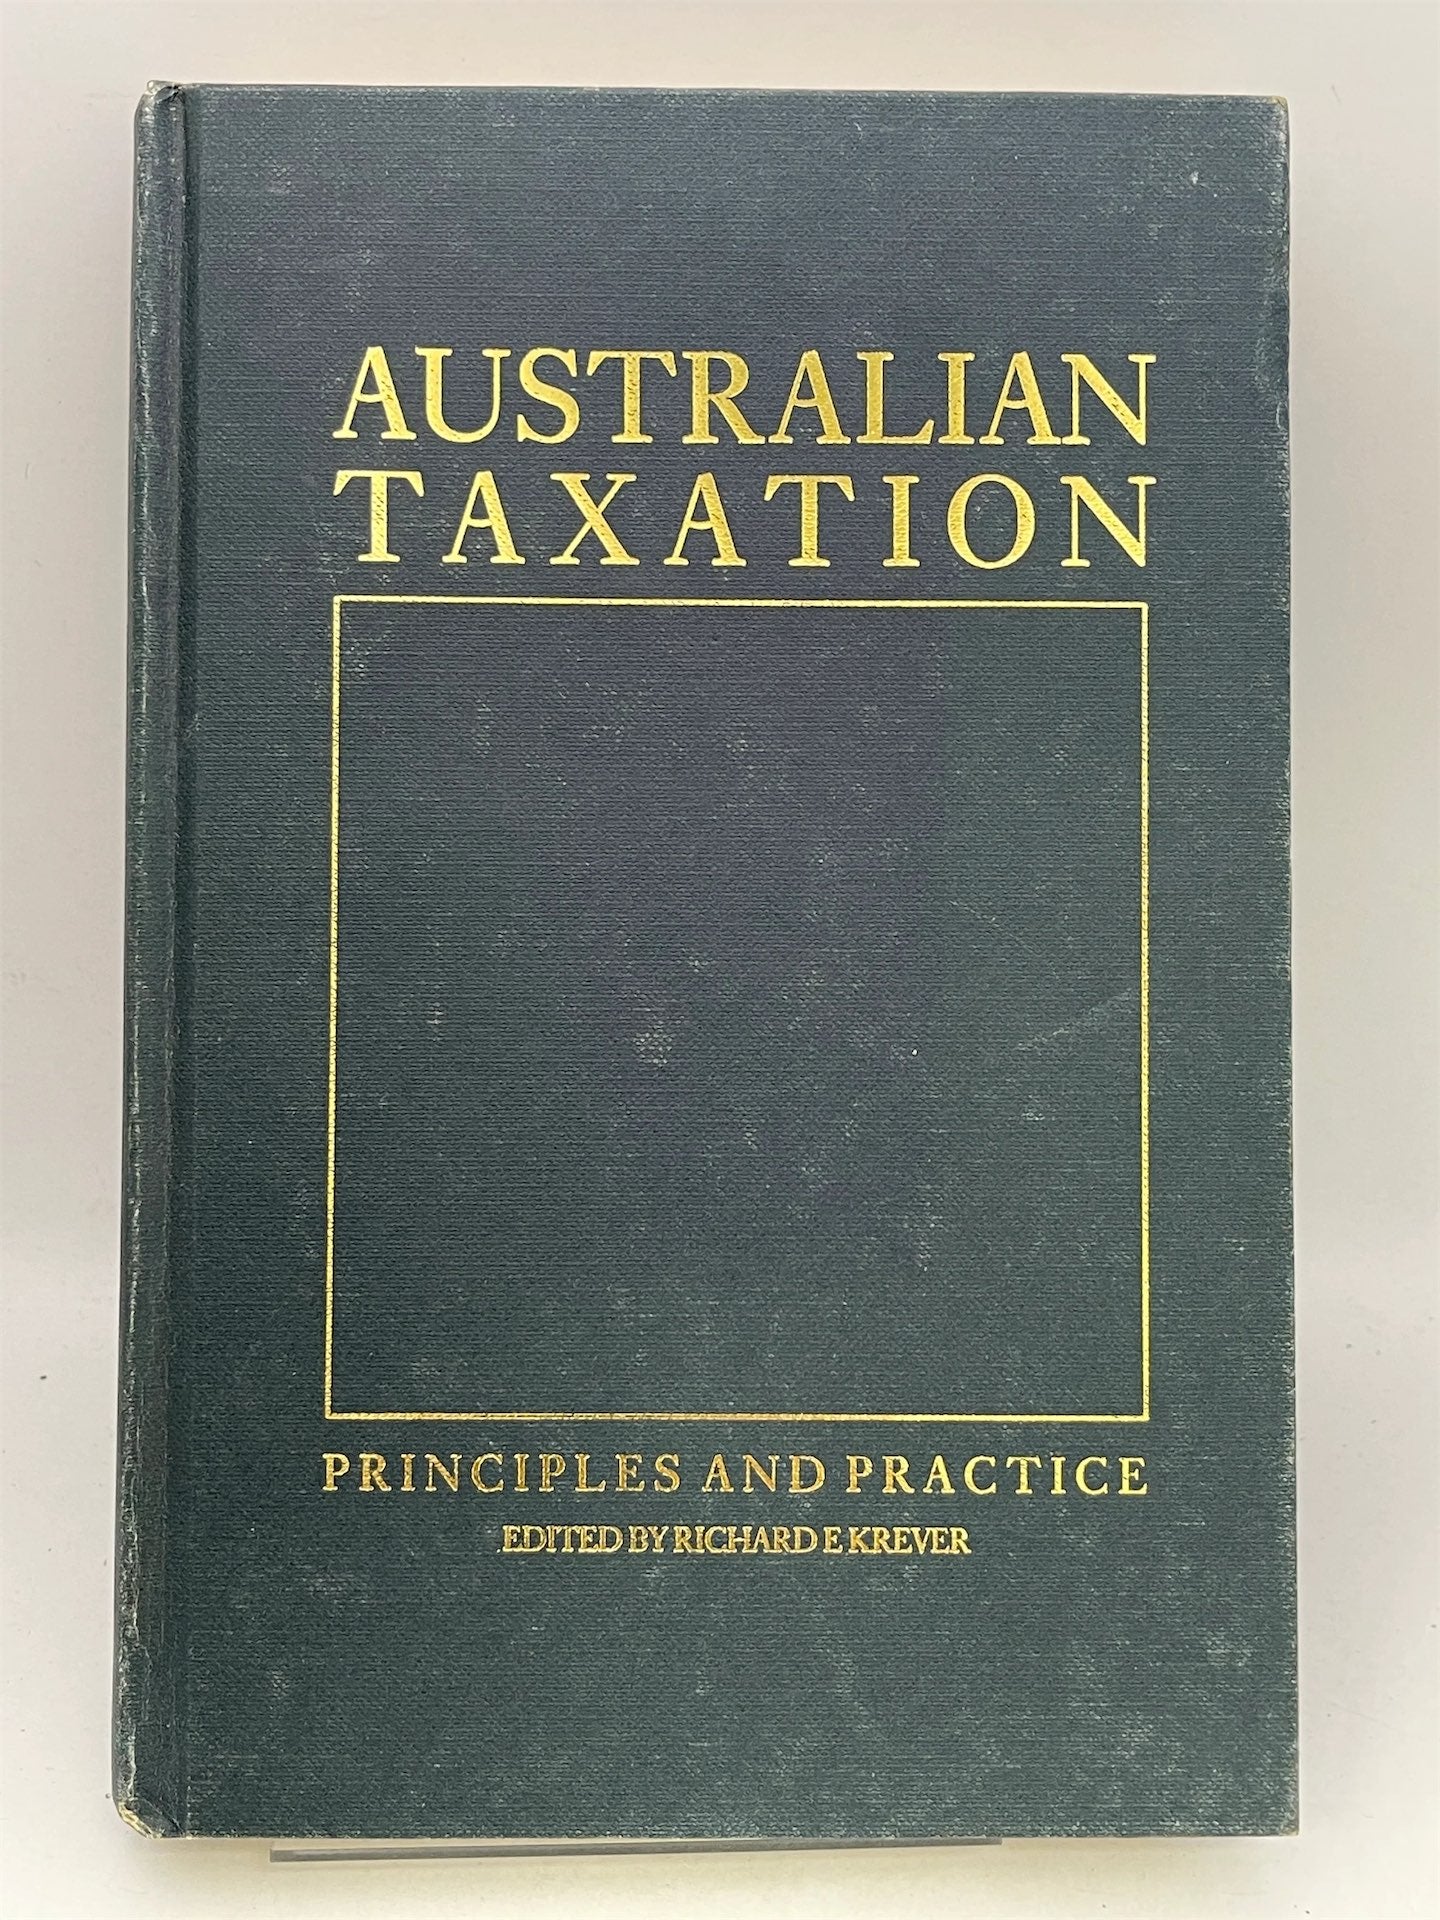 AUSTRALIAN
TAXATION
PRINCIPLES AND PRACTICE
EDITED BY RICHARD E KREVER